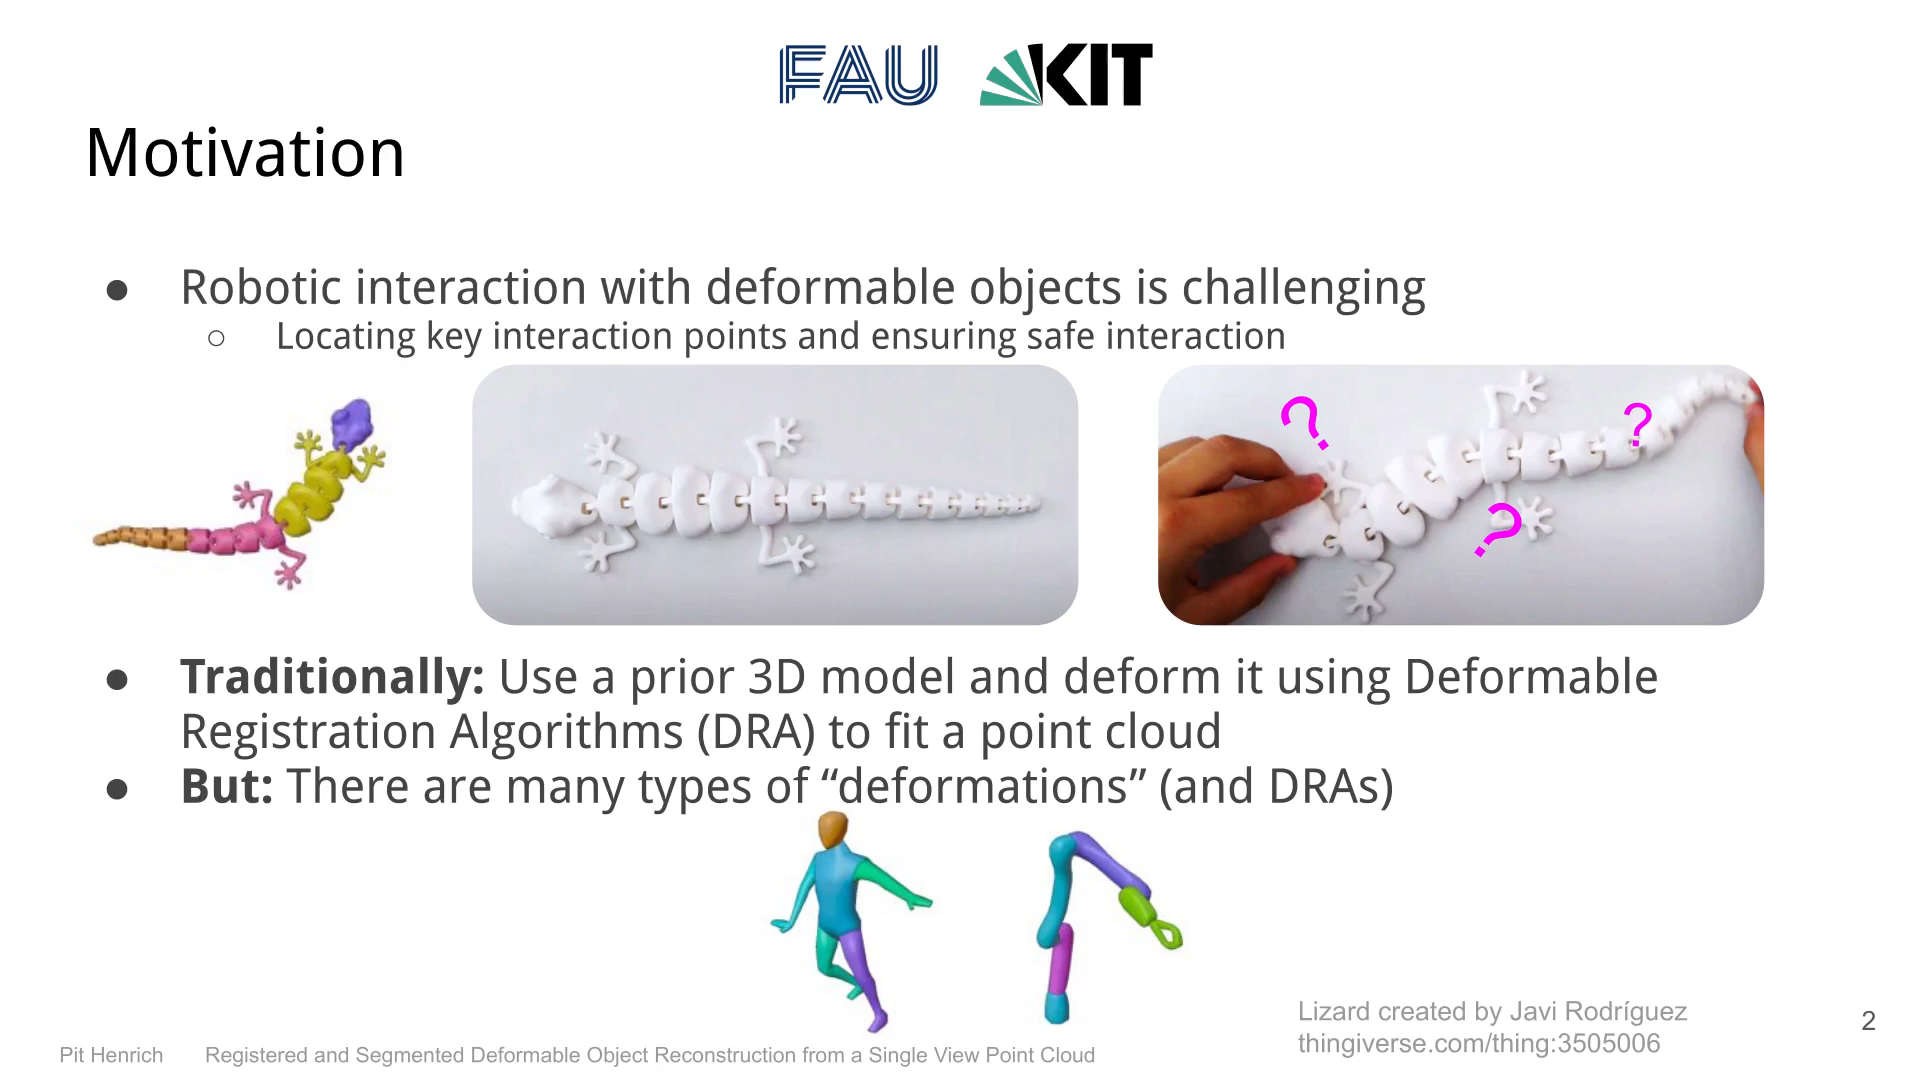 FAU KIT
Motivation
● Robotic interaction with deformable objects is challenging
○ Locating key interaction points and ensuring safe interaction
? ? ?
● Traditionally: Use a prior 3D model and deform it using Deformable
Registration Algorithms (DRA) to fit a point cloud
● But: There are many types of “deformations” (and DRAs)
Lizard created by Javi Rodríguez
thingiverse.com/thing:3505006
2
Pit Henrich Registered and Segmented Deformable Object Reconstruction from a Single View Point Cloud